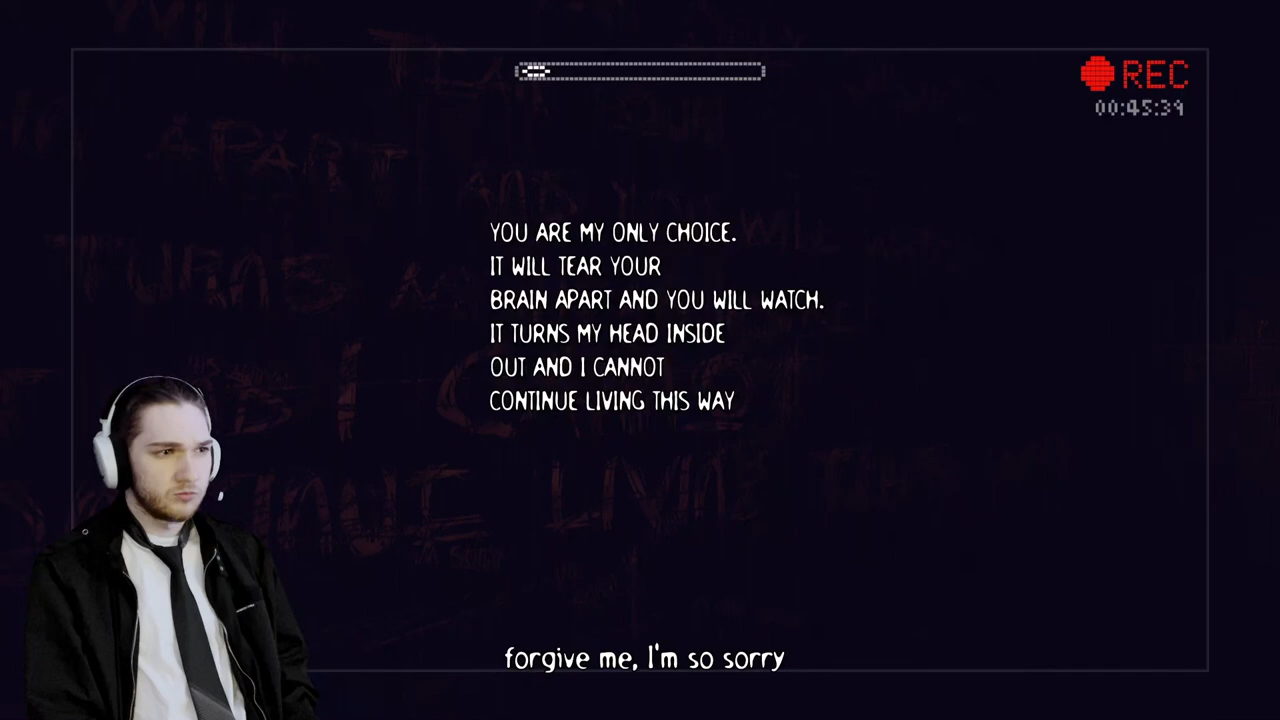 REC
00:45:39
YOU ARE MY ONLY CHOICE.
IT WILL TEAR YOUR
BRAIN APART AND YOU WILL WATCH.
IT TURNS MY HEAD INSIDE
OUT AND I CANNOT
CONTINUE LIVING THIS WAY
forgive me, I'm so sorry